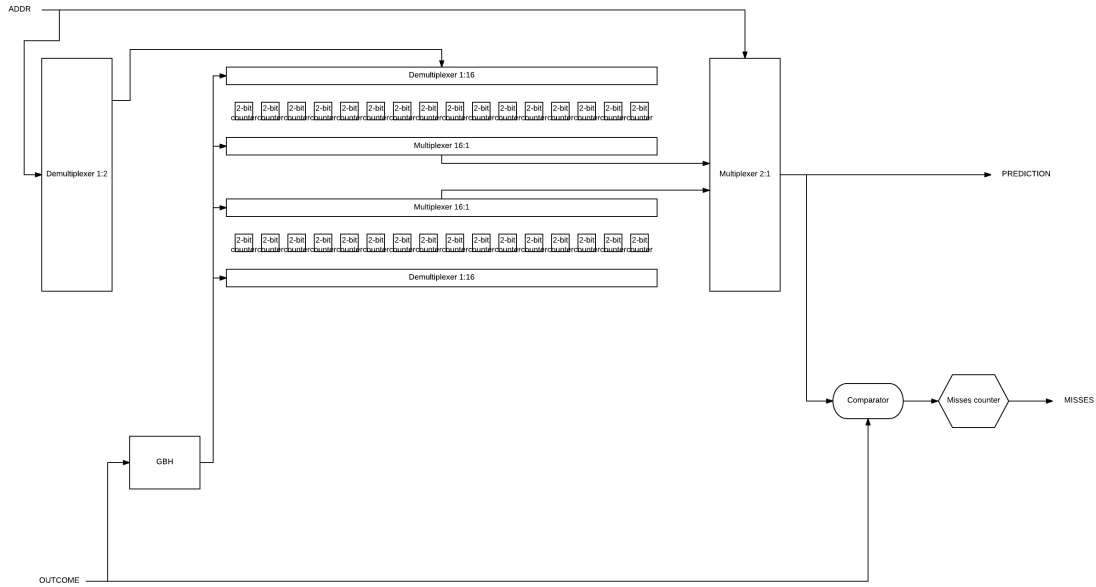 ADDR
Demultiplexer 1:16
2-bit 2-bit 2-bit 2-bit 2-bit 2-bit 2-bit 2-bit 2-bit 2-bit 2-bit 2-bit 2-bit 2-bit 2-bit 2-bit
counter counter counter counter counter counter counter counter counter counter counter counter counter counter counter counter
Multiplexer 16:1
Demultiplexer 1:2
Multiplexer 2:1
PREDICTION
Multiplexer 16:1
2-bit 2-bit 2-bit 2-bit 2-bit 2-bit 2-bit 2-bit 2-bit 2-bit 2-bit 2-bit 2-bit 2-bit 2-bit 2-bit
counter counter counter counter counter counter counter counter counter counter counter counter counter counter counter counter
Demultiplexer 1:16
Comparator
Misses counter
MISSES
GBH
OUTCOME